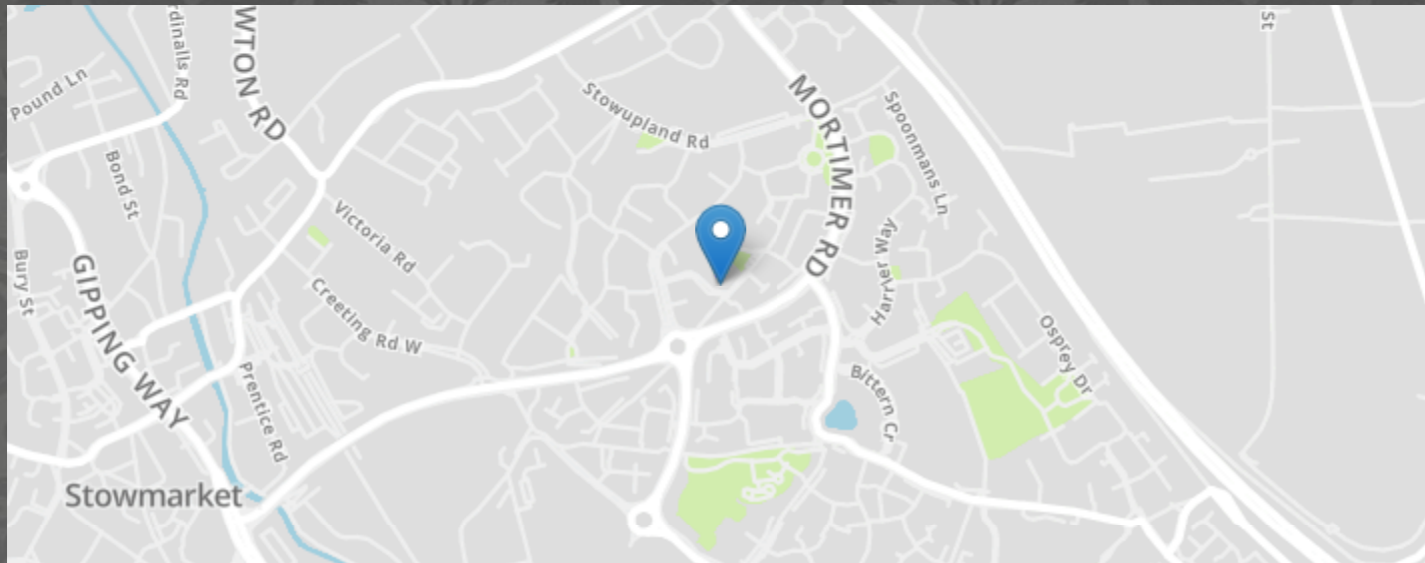 rdinalls Rd
WTON RD
St
Pound Ln
Stowupland Rd
MORTIMER RD
Spoonmans Ln
Bond St
Victoria Rd
Harrier Way
Bury St
GIPPING WAY
Creeting Rd W
Osprey Dr
Prentice Rd
Bittern Cr
Stowmarket